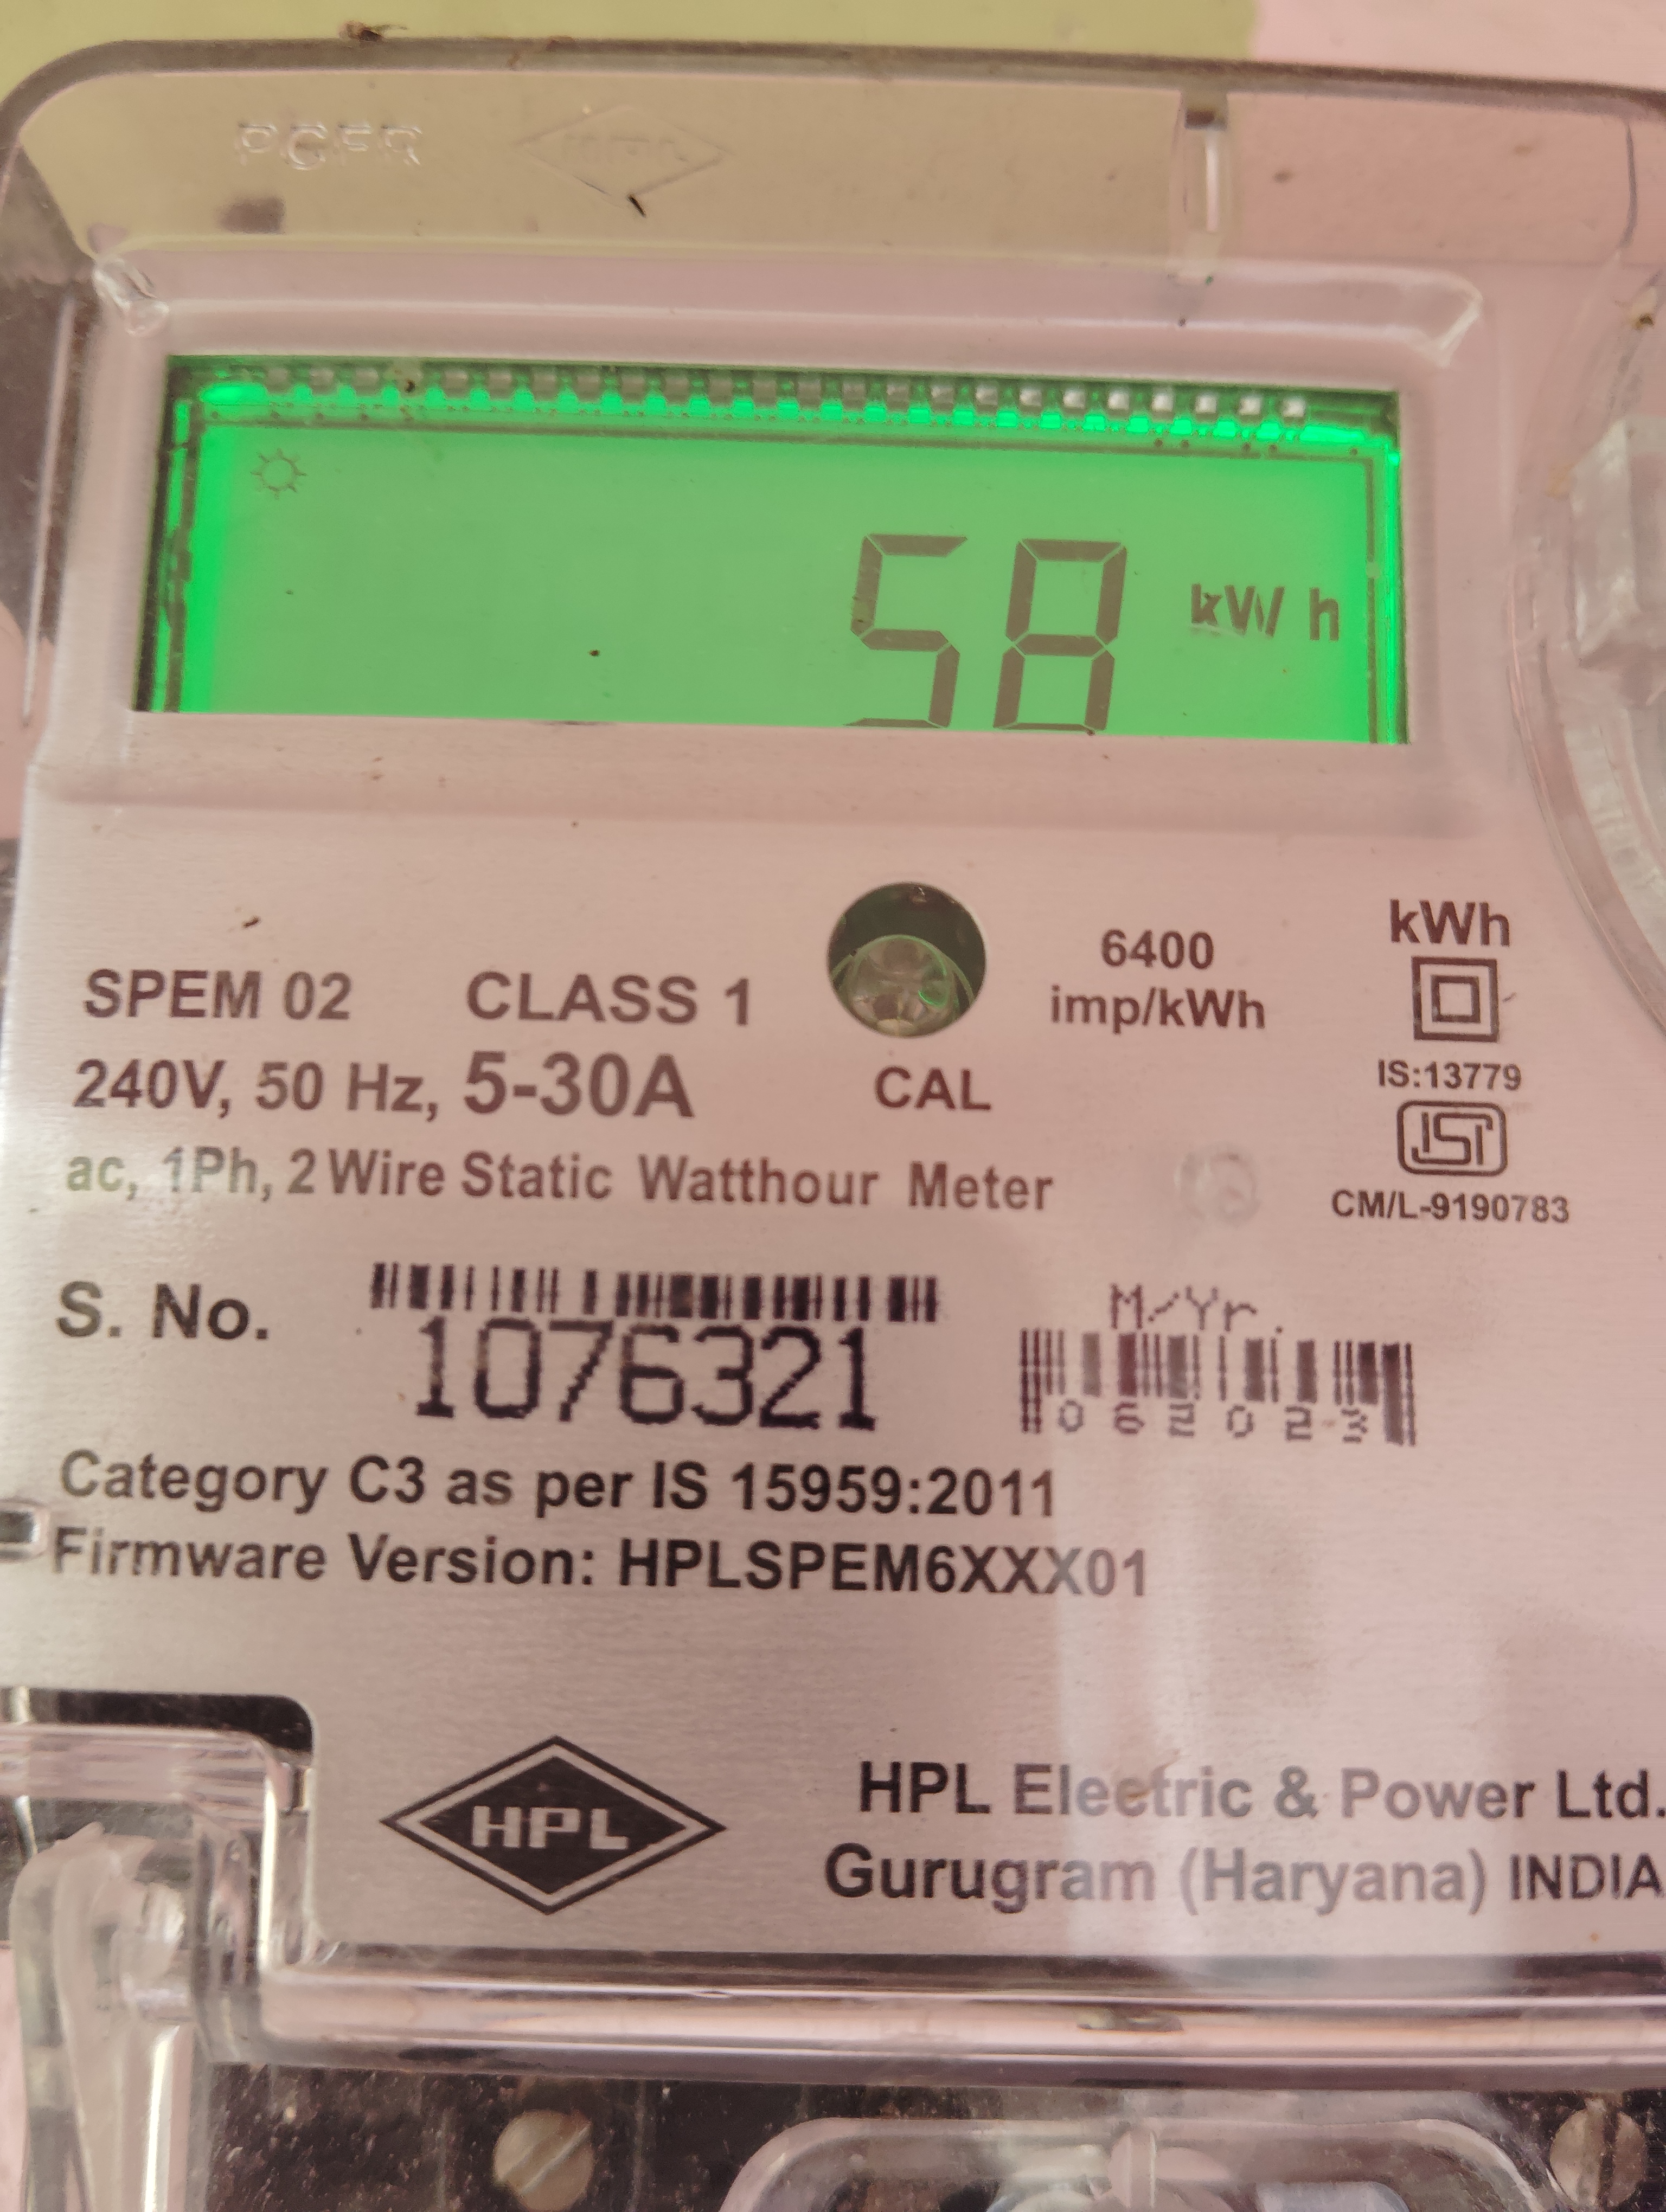 58 kW h
SPEM 02 CLASS 1
6400
imp/kWh
kWh
240V, 50 Hz, 5-30A
CAL
IS:13779
ISI
ac, 1Ph, 2 Wire Static Watthour Meter
CM/L-9190783
S. No.
1076321
M/Yr.
062023
Category C3 as per IS 15959:2011
Firmware Version: HPLSPEM6XXX01
HPL
HPL Electric & Power Ltd.
Gurugram (Haryana) INDIA